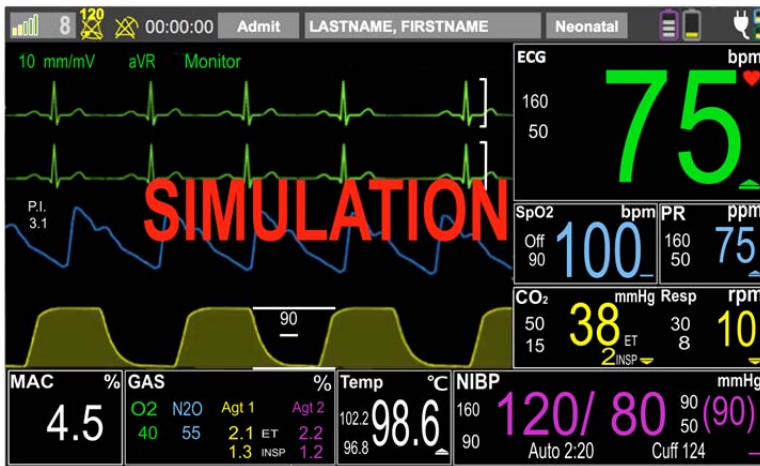 8 120 00:00:00 Admit LASTNAME, FIRSTNAME Neonatal
10 mm/mV aVR Monitor
P.I.
3.1
SIMULATION
90
ECG bpm
160
50
75
SpO2 bpm
Off
90
100
PR ppm
160
50
75
CO₂ mmHg
50
15
38 ET
2 INSP
Resp rpm
30
8
10
MAC %
4.5
GAS %
O2 N2O Agt 1 Agt 2
40 55 2.1 ET 2.2
1.3 INSP 1.2
Temp °C
102.2
96.8
98.6
NIBP mmHg
160
90
120/ 80
90
50
(90)
Auto 2:20 Cuff 124